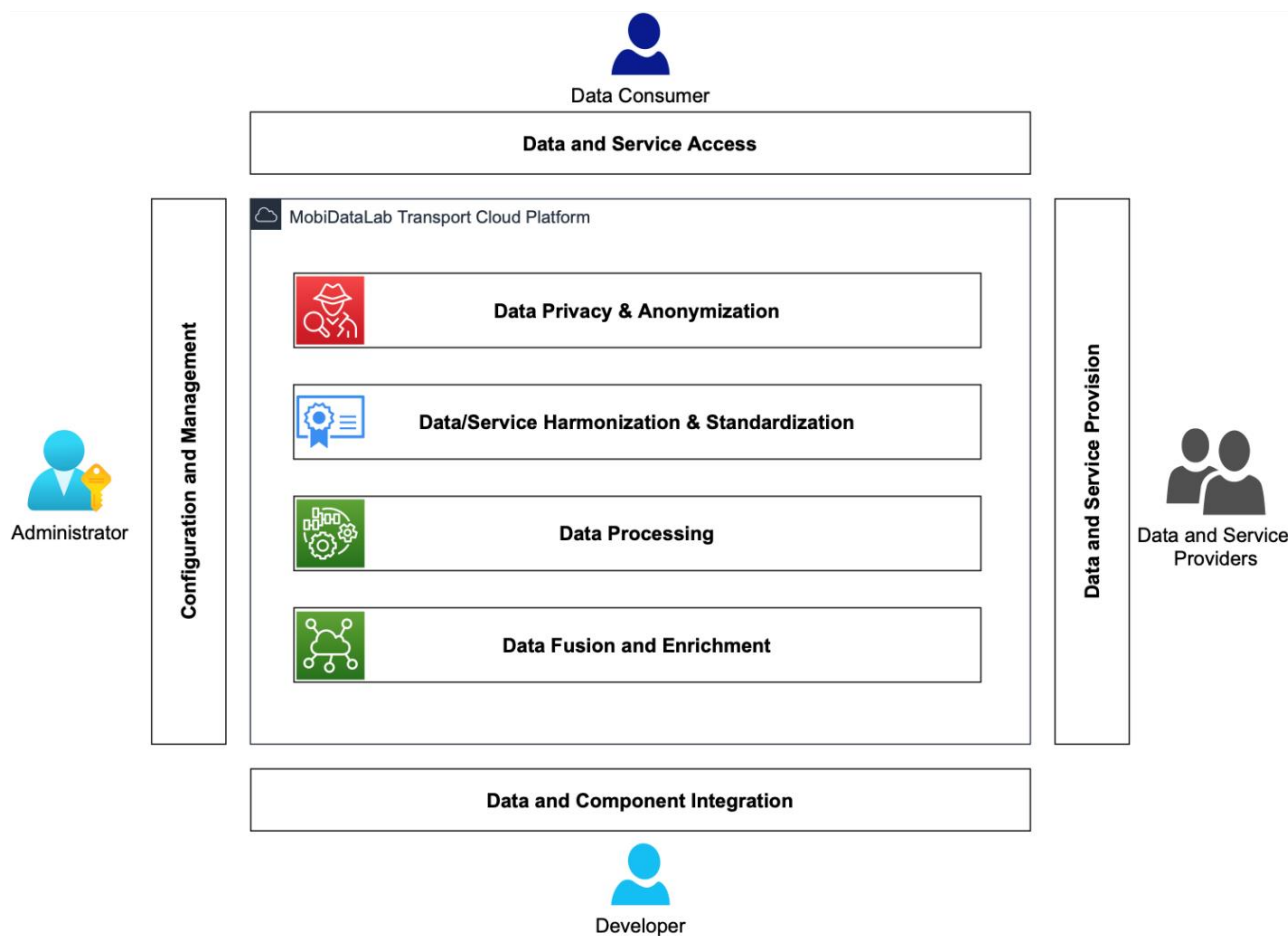 Data Consumer
Data and Service Access
MobiDataLab Transport Cloud Platform
Configuration and Management
Administrator
Data Privacy & Anonymization
Data/Service Harmonization & Standardization
Data Processing
Data Fusion and Enrichment
Data and Service Provision
Data and Service
Providers
Data and Component Integration
Developer